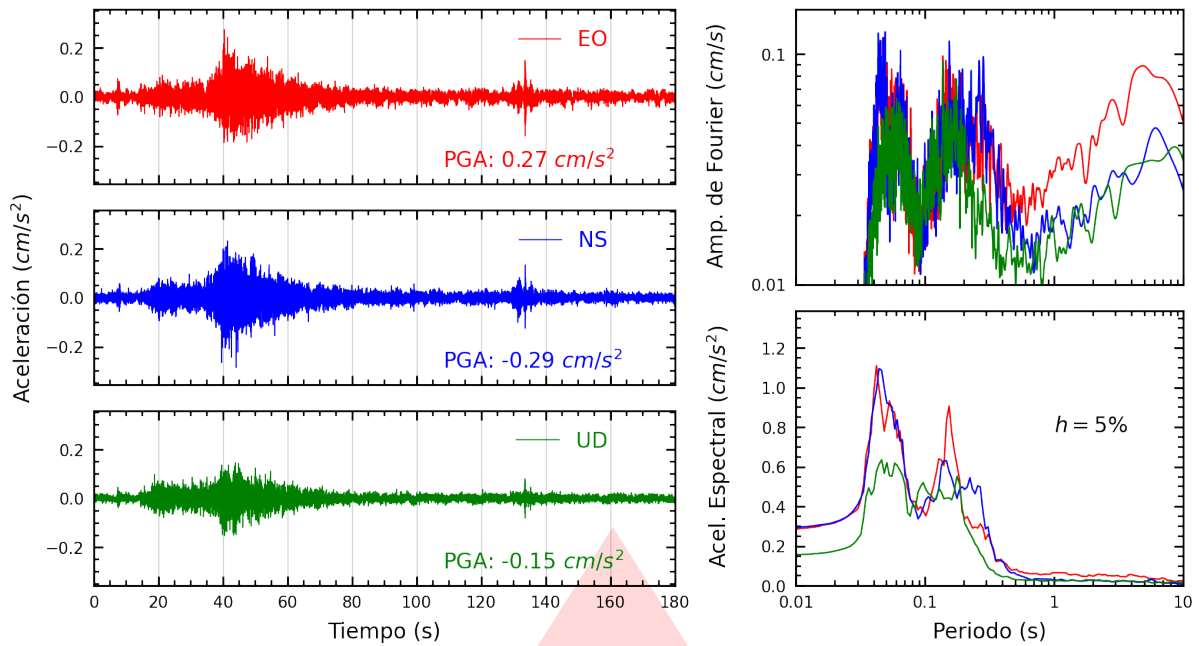 Aceleración (cm/s²)
0.2
0.0
−0.2
EO
PGA: 0.27 cm/s²
0.2
0.0
−0.2
NS
PGA: -0.29 cm/s²
0.2
0.0
−0.2
UD
PGA: -0.15 cm/s²
0 20 40 60 80 100 120 140 160 180
Tiempo (s)
Amp. de Fourier (cm/s)
0.1
0.01
Acel. Espectral (cm/s²)
1.2
1.0
0.8
0.6
0.4
0.2
0.0
h = 5%
0.01 0.1 1 10
Periodo (s)